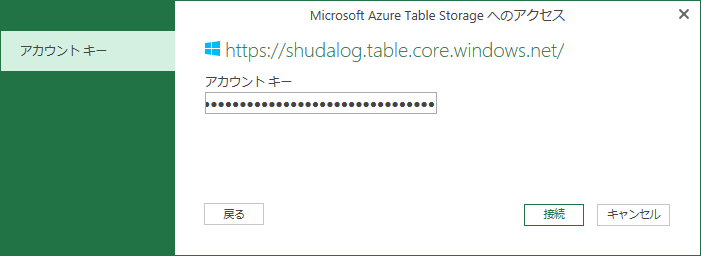 Microsoft Azure Table Storage へのアクセス
アカウント キー
https://shudalog.table.core.windows.net/
アカウント キー
●●●●●●●●●●●●●●●●●●●●●●●●●●●●●●●●●
戻る
接続
キャンセル